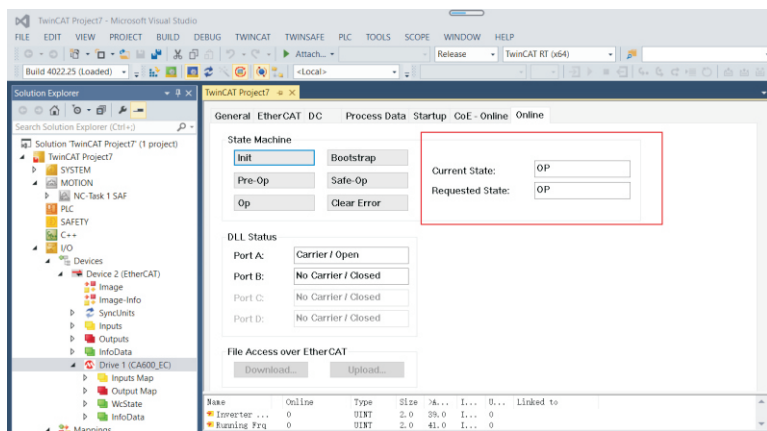 TwinCAT Project7 - Microsoft Visual Studio
FILE EDIT VIEW PROJECT BUILD DEBUG TWINCAT TWINSAFE PLC TOOLS SCOPE WINDOW HELP
Attach... Release TwinCAT RT (x64)
Build 4022.25 (Loaded) <Local>
Solution Explorer
Search Solution Explorer (Ctrl+;)
Solution 'TwinCAT Project7' (1 project)
TwinCAT Project7
SYSTEM
MOTION
NC-Task 1 SAF
PLC
SAFETY
C++
I/O
Devices
Device 2 (EtherCAT)
Image
Image-Info
SyncUnits
Inputs
Outputs
InfoData
Drive 1 (CA600_EC)
Inputs Map
Output Map
WcState
InfoData
Mappings
TwinCAT Project7
General EtherCAT DC Process Data Startup CoE - Online Online
State Machine
Init Bootstrap
Pre-Op Safe-Op
Op Clear Error
Current State: OP
Requested State: OP
DLL Status
Port A: Carrier / Open
Port B: No Carrier / Closed
Port C: No Carrier / Closed
Port D: No Carrier / Closed
File Access over EtherCAT
Download... Upload...
Name Online Type Size >A... I... U... Linked to
Inverter ... 0 UINT 2.0 39.0 I... 0
Running Frq 0 UINT 2.0 41.0 I... 0